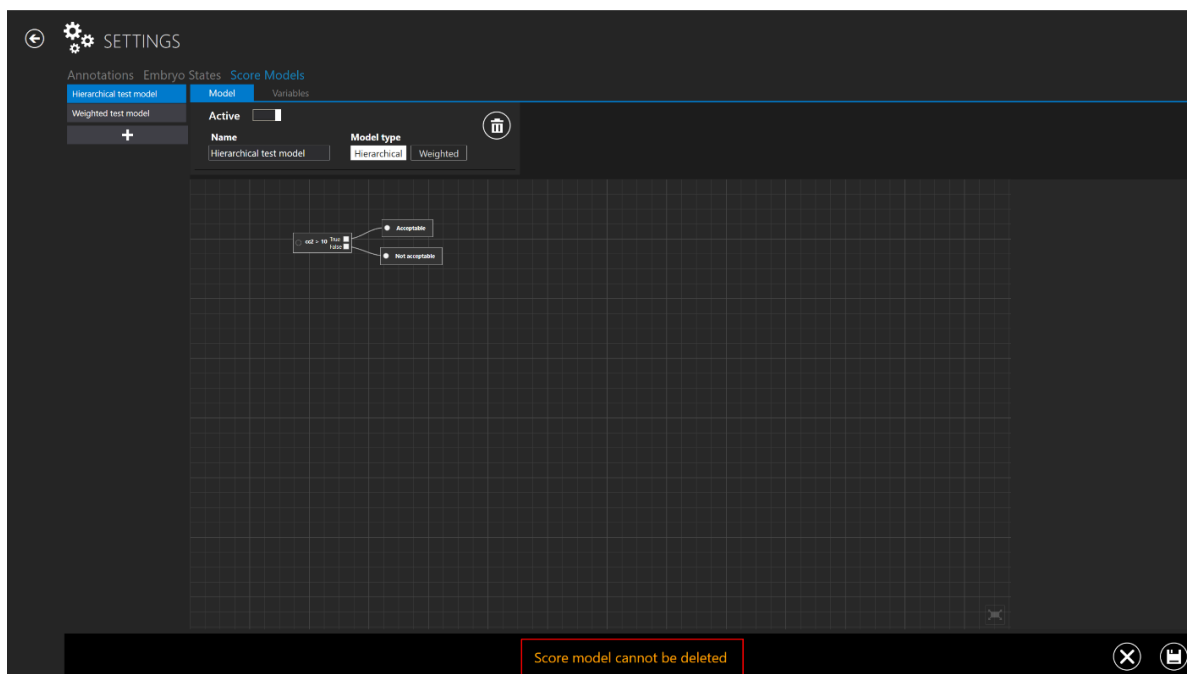 SETTINGS
Annotations Embryo States Score Models
Hierarchical test model Model Variables
Weighted test model Active
Name Model type
Hierarchical test model Hierarchical Weighted
Acceptable
> 10 True
False
Not acceptable
Score model cannot be deleted